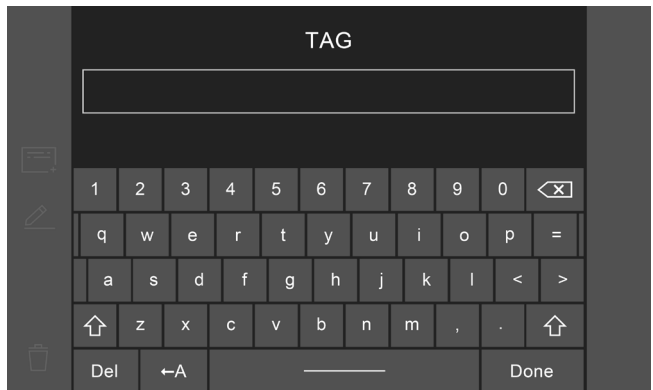 TAG
1 2 3 4 5 6 7 8 9 0
q w e r t y u i o p =
a s d f g h j k l < >
z x c v b n m , .
Del ←A Done